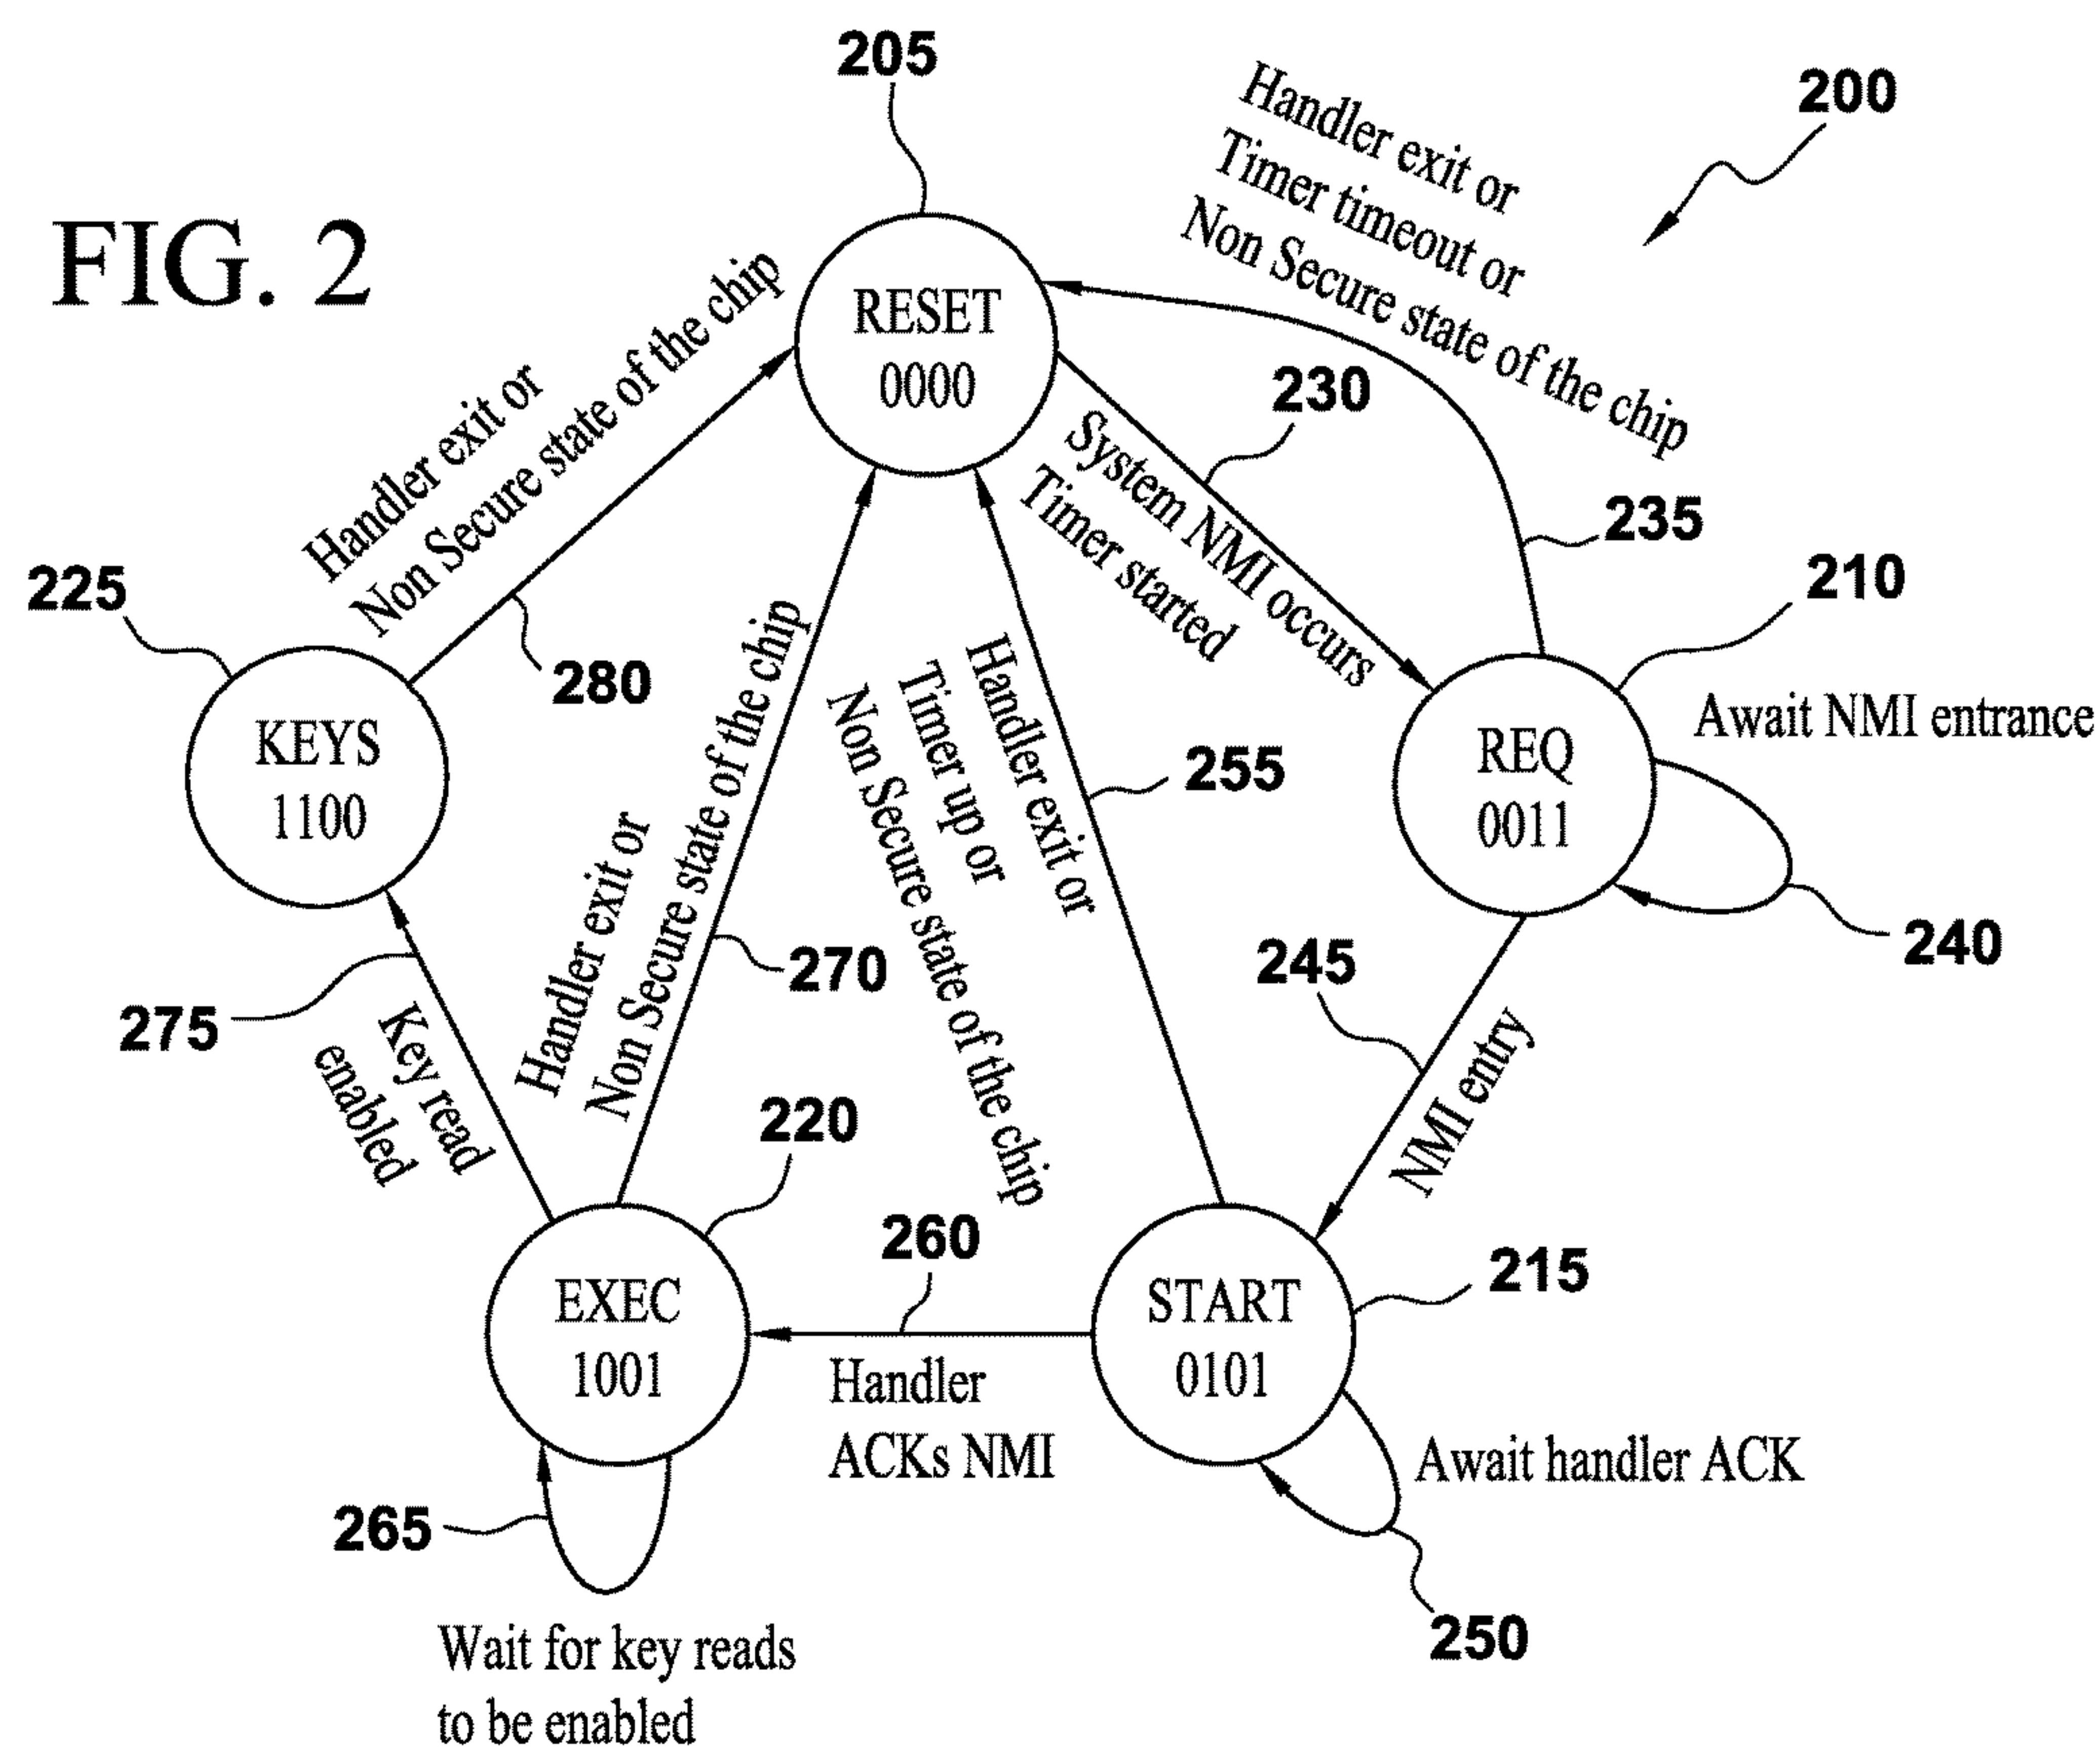 FIG. 2
200
205
RESET
0000
Handler exit or
Timer timeout or
Non Secure state of the chip
230
System NMI occurs
Timer started
235
210
REQ
0011
Await NMI entrance
240
245
NMI entry
215
START
0101
Await handler ACK
250
255
Handler exit or
Timer up or
Non Secure state of the chip
260
Handler
ACKs NMI
220
EXEC
1001
265
Wait for key reads
to be enabled
270
Handler exit or
Non Secure state of the chip
275
Key read
enabled
225
KEYS
1100
280
Handler exit or
Non Secure state of the chip